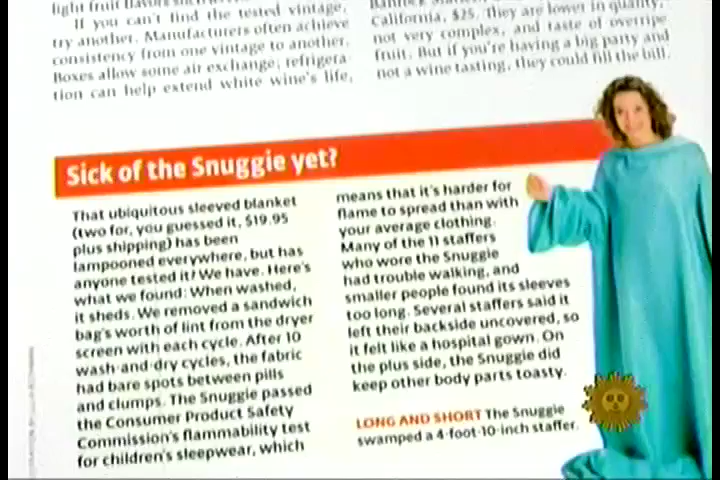 light fruit flavors
If you can't find the tested vintage,
try another. Manufacturers often achieve
consistency from one vintage to another.
Boxes allow some air exchange; refrigera-
tion can help extend white wine's life,
California, $25. They are lower in quality,
not very complex, and taste of overripe
fruit. But if you're having a big party and
not a wine tasting, they could fill the bill.
Sick of the Snuggie yet?
That ubiquitous sleeved blanket
(two for, you guessed it, $19.95
plus shipping) has been
lampooned everywhere, but has
anyone tested it? We have. Here's
what we found: When washed,
it sheds. We removed a sandwich
bag's worth of lint from the dryer
screen with each cycle. After 10
wash-and-dry cycles, the fabric
had bare spots between pills
and clumps. The Snuggie passed
the Consumer Product Safety
Commission's flammability test
for children's sleepwear, which
means that it's harder for
flame to spread than with
your average clothing.
Many of the 11 staffers
who wore the Snuggie
had trouble walking, and
smaller people found its sleeves
too long. Several staffers said it
left their backside uncovered, so
it felt like a hospital gown. On
the plus side, the Snuggie did
keep other body parts toasty.
LONG AND SHORT The Snuggie
swamped a 4-foot-10-inch staffer.